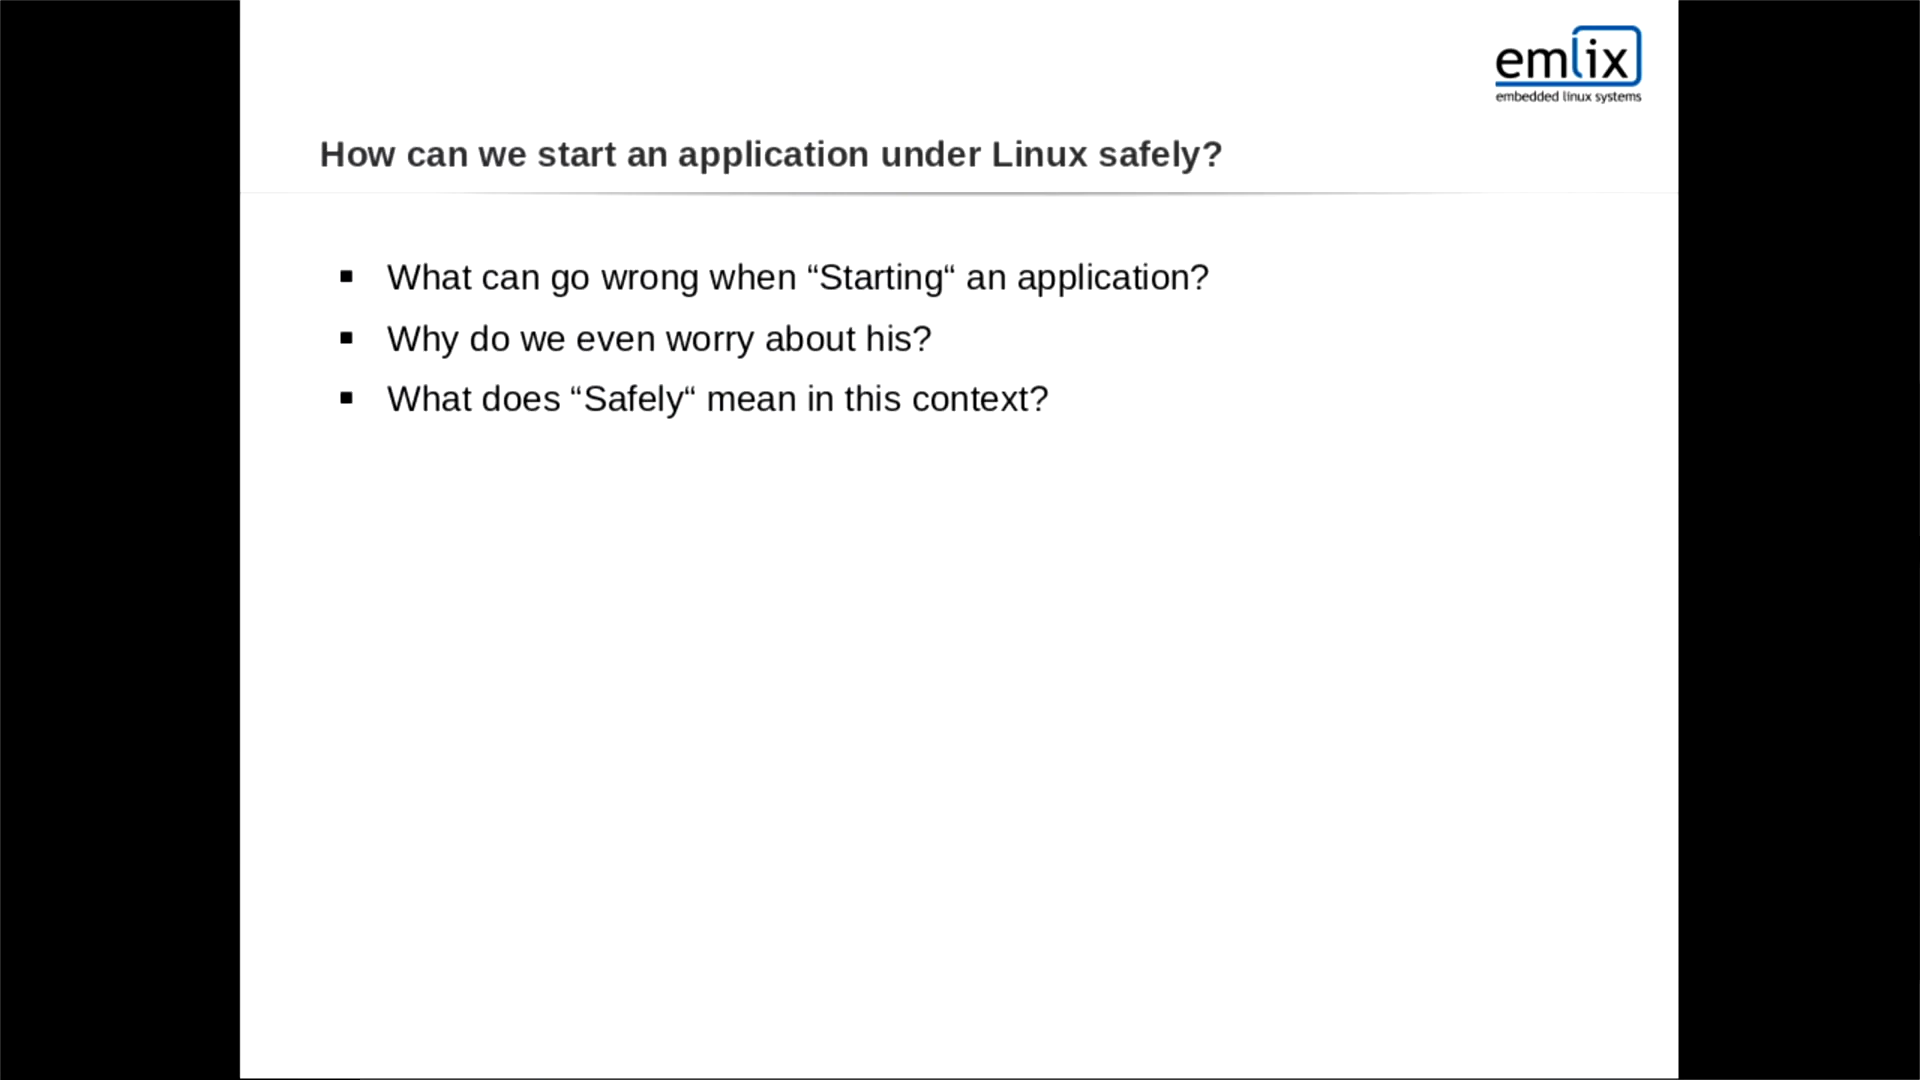 emlix
embedded linux systems
How can we start an application under Linux safely?
▪ What can go wrong when “Starting“ an application?
▪ Why do we even worry about his?
▪ What does “Safely“ mean in this context?